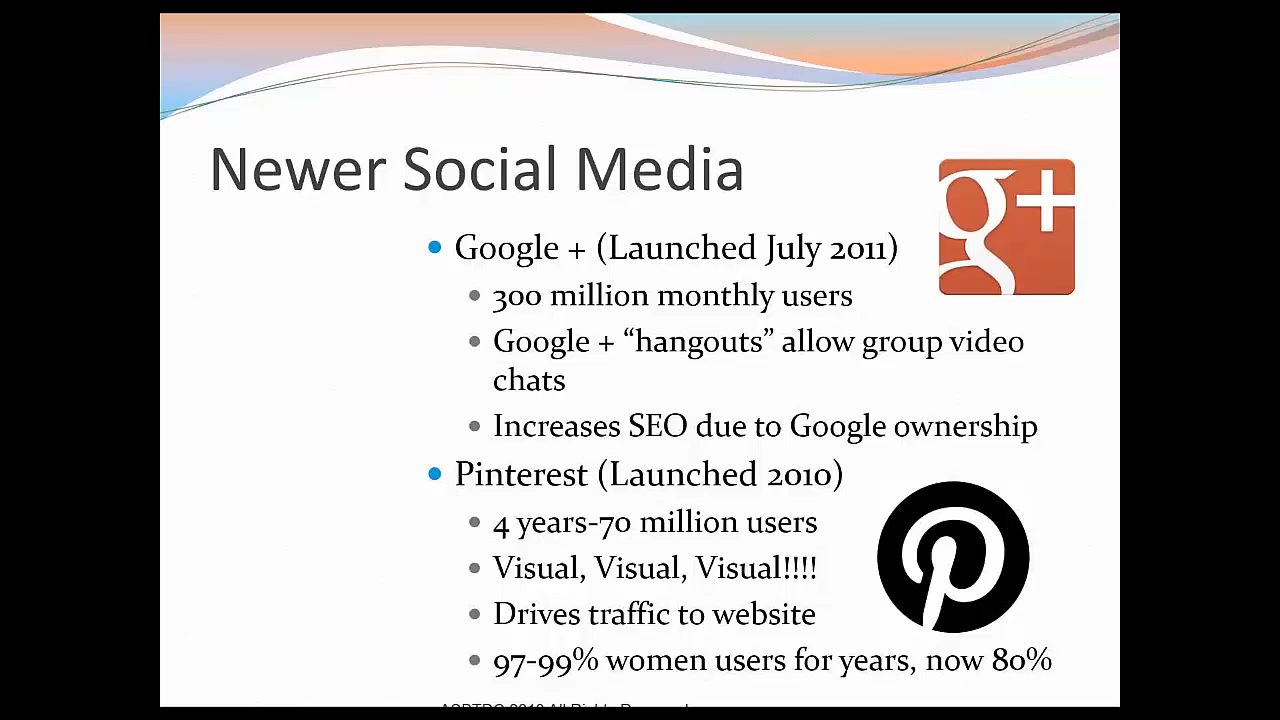 Newer Social Media
g+
Google + (Launched July 2011)
300 million monthly users
Google + “hangouts” allow group video
chats
Increases SEO due to Google ownership
Pinterest (Launched 2010)
4 years-70 million users
Visual, Visual, Visual!!!!
Drives traffic to website
97-99% women users for years, now 80%